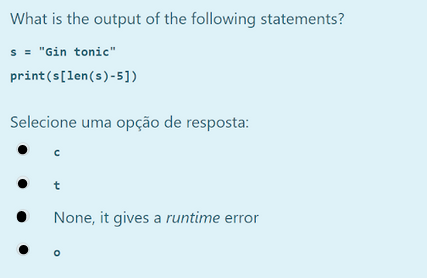 What is the output of the following statements?
s = "Gin tonic"
print(s[len(s)-5])
Selecione uma opção de resposta:
c
t
None, it gives a runtime error
o